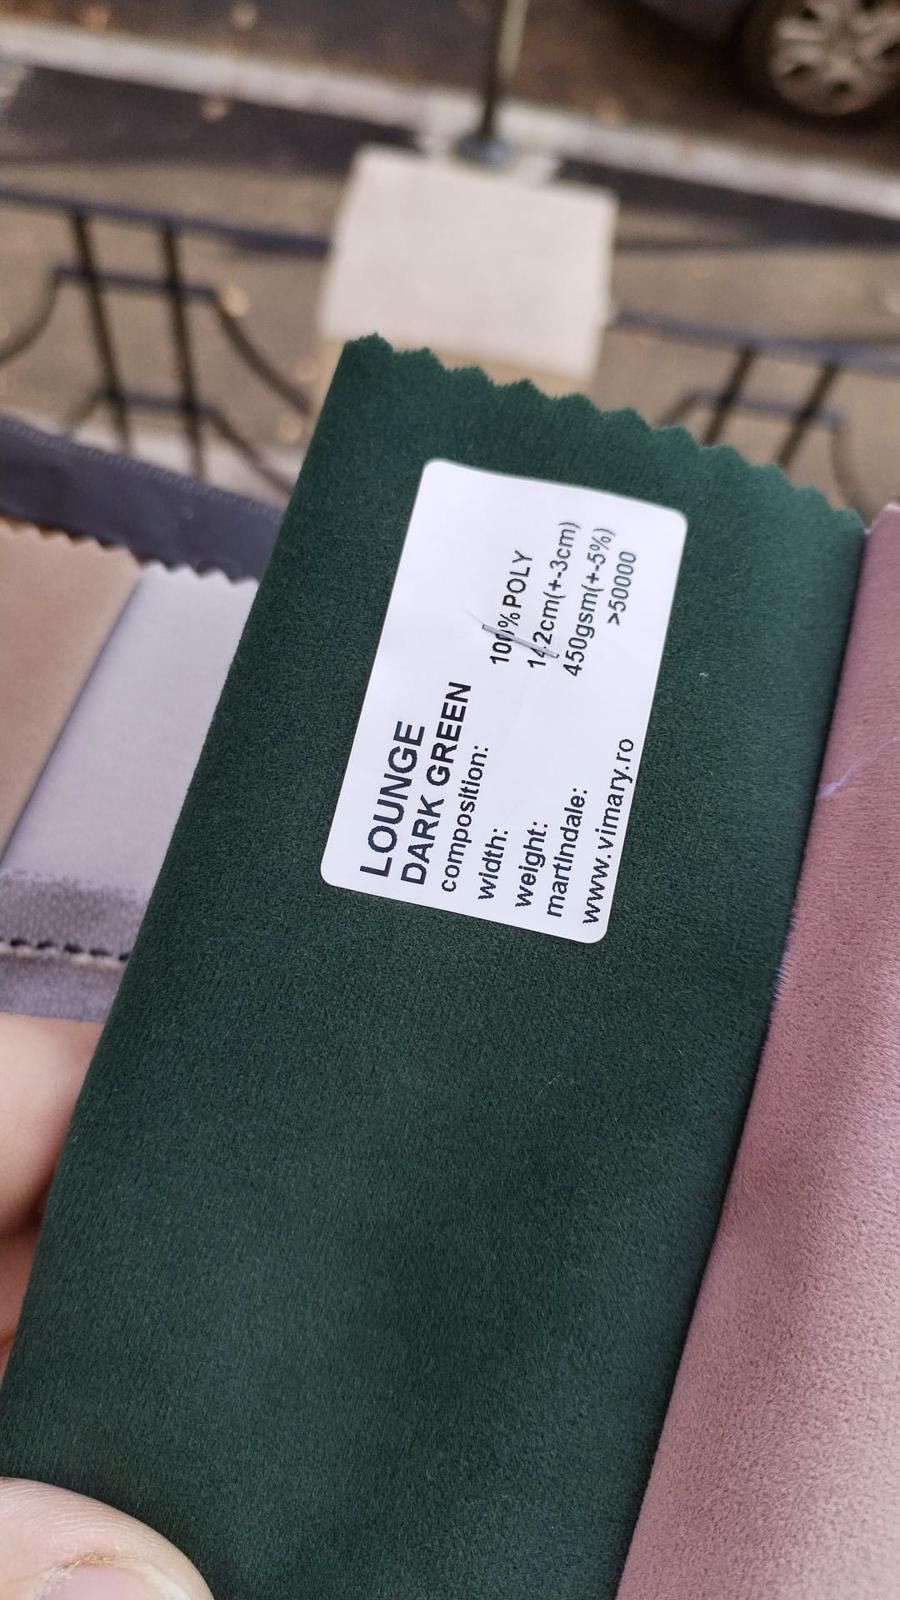 LOUNGE
DARK GREEN
composition: 100%POLY
width: 142cm(+-3cm)
weight: 450gsm(+-5%)
martindale: >50000
www.vimary.ro